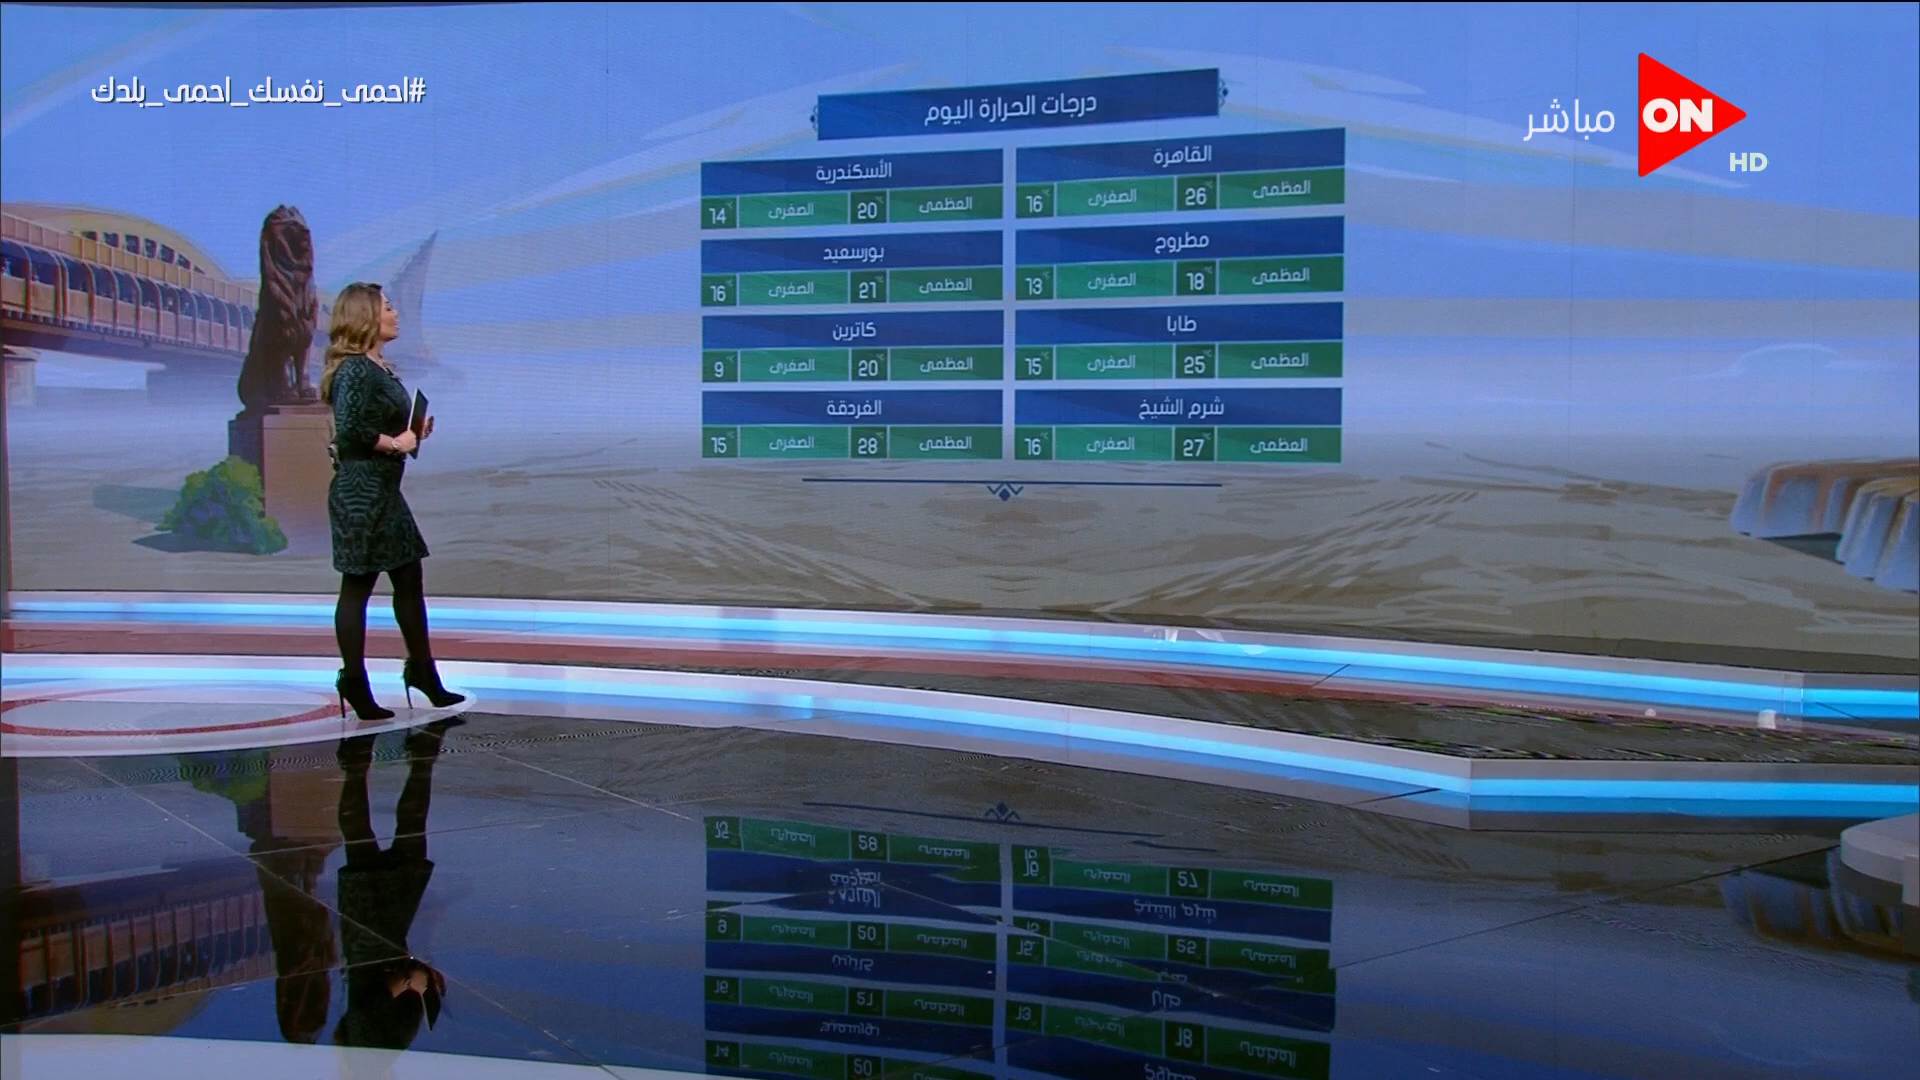 #احمى_نفسك_احمى_بلدك
مباشر
ON
HD
درجات الحرارة اليوم
القاهرة
العظمى 26 °C الصغرى 16 °C
الأسكندرية
العظمى 20 °C الصغرى 14 °C
مطروح
العظمى 18 °C الصغرى 13 °C
بورسعيد
العظمى 21 °C الصغرى 16 °C
طابا
العظمى 25 °C الصغرى 15 °C
كاترين
العظمى 20 °C الصغرى 9 °C
شرم الشيخ
العظمى 27 °C الصغرى 16 °C
الغردقة
العظمى 28 °C الصغرى 15 °C